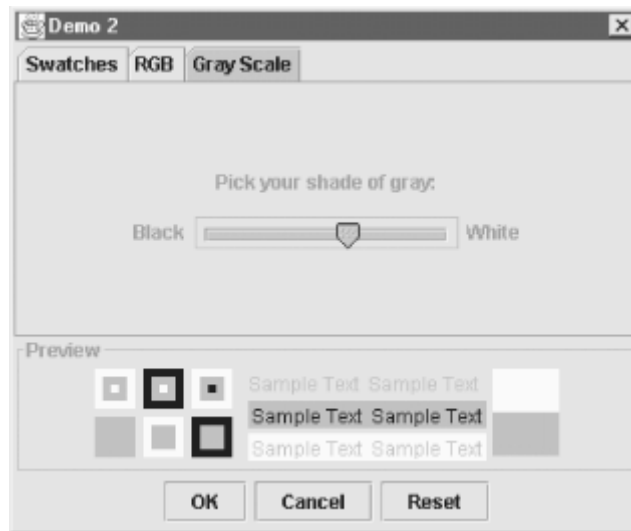 Demo 2
Swatches RGB Gray Scale
Pick your shade of gray:
Black White
Preview
Sample Text Sample Text
Sample Text Sample Text
Sample Text Sample Text
OK Cancel Reset